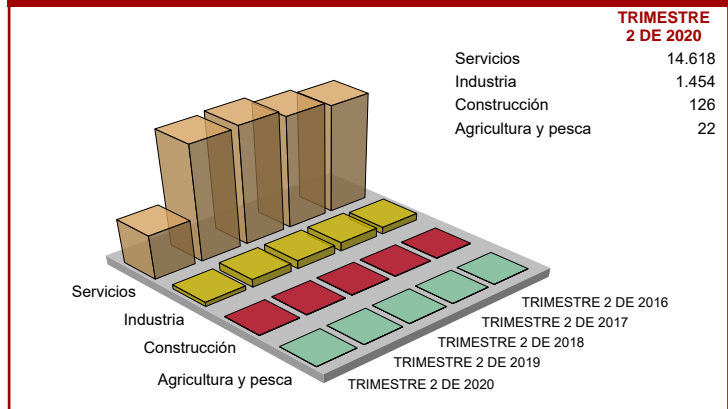 TRIMESTRE
2 DE 2020
Servicios 14.618
Industria 1.454
Construcción 126
Agricultura y pesca 22
Servicios
Industria
Construcción
Agricultura y pesca
TRIMESTRE 2 DE 2016
TRIMESTRE 2 DE 2017
TRIMESTRE 2 DE 2018
TRIMESTRE 2 DE 2019
TRIMESTRE 2 DE 2020